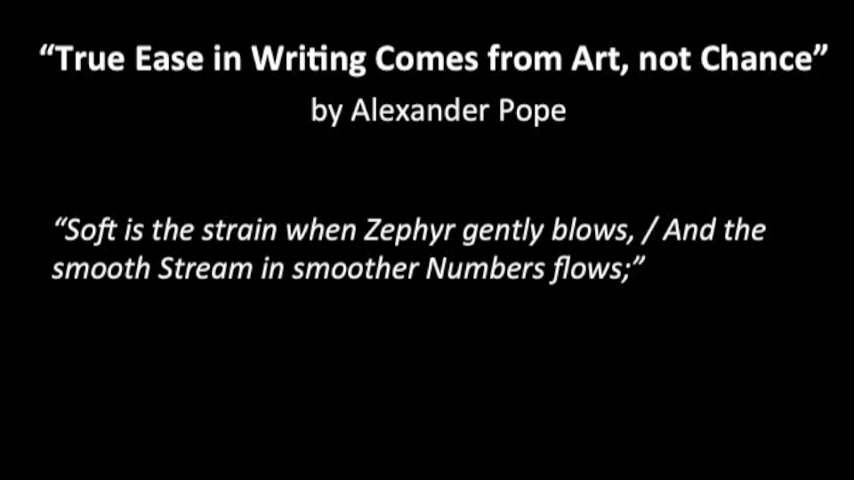 “True Ease in Writing Comes from Art, not Chance”
by Alexander Pope
“Soft is the strain when Zephyr gently blows, / And the
smooth Stream in smoother Numbers flows;”